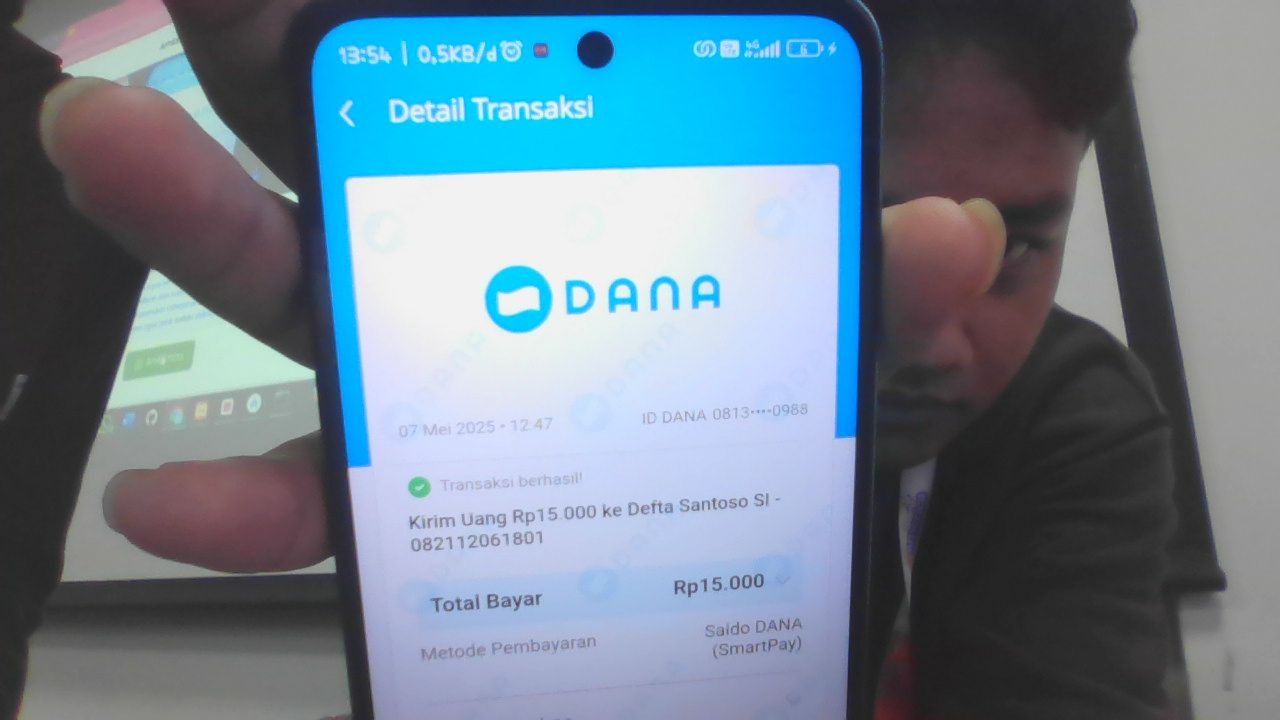 13:54 | 0,5KB/d
6
Detail Transaksi
DANA
07 Mei 2025 • 12.47
ID DANA 0813••••0988
Transaksi berhasil!
Kirim Uang Rp15.000 ke Defta Santoso SI -
082112061801
Total Bayar
Rp15.000
Metode Pembayaran
Saldo DANA
(SmartPay)